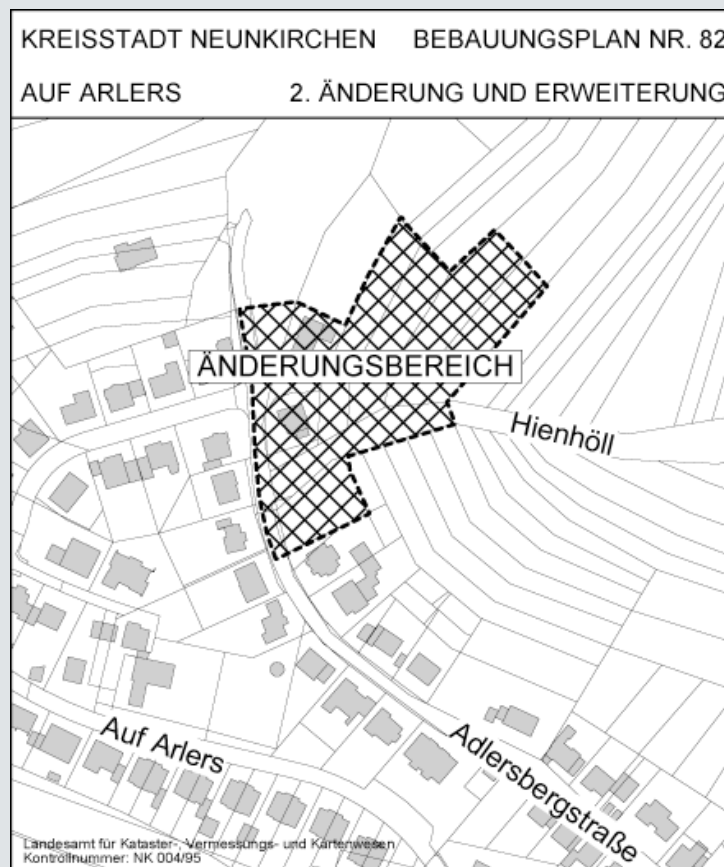 KREISSTADT NEUNKIRCHEN BEBAUUNGSPLAN NR. 82
AUF ARLERS 2. ÄNDERUNG UND ERWEITERUNG
ÄNDERUNGSBEREICH
Hienhöll
Auf Arlers
Adlersbergstraße
Landesamt für Kataster-, Vermessungs- und Kartenwesen
Kontrollnummer: NK 004/95